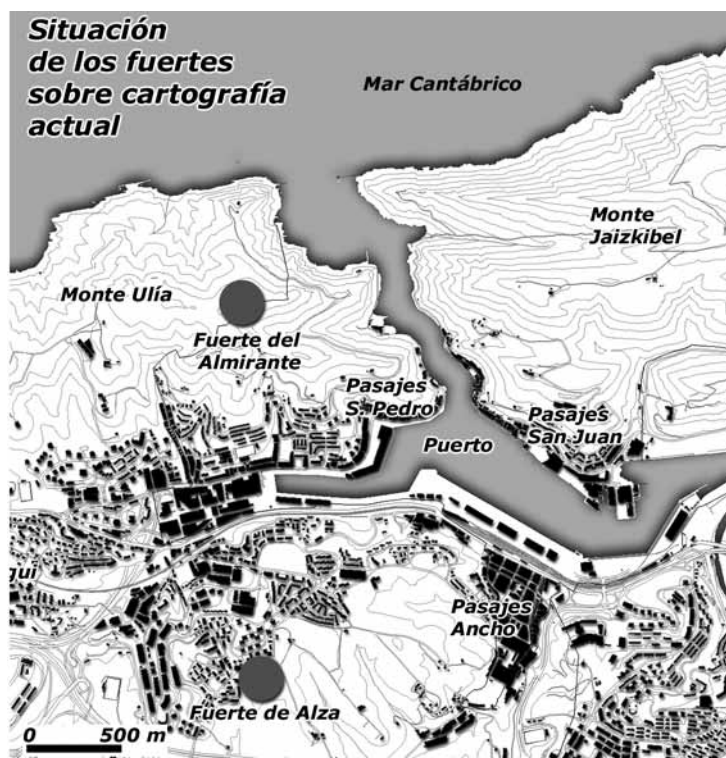 Situación
de los fuertes
sobre cartografía
actual
Mar Cantábrico
Monte
Jaizkibel
Monte Ulía
Fuerte del
Almirante
Pasajes
S. Pedro
Pasajes
San Juan
Puerto
gui
Pasajes
Ancho
Fuerte de Alza
0 500 m